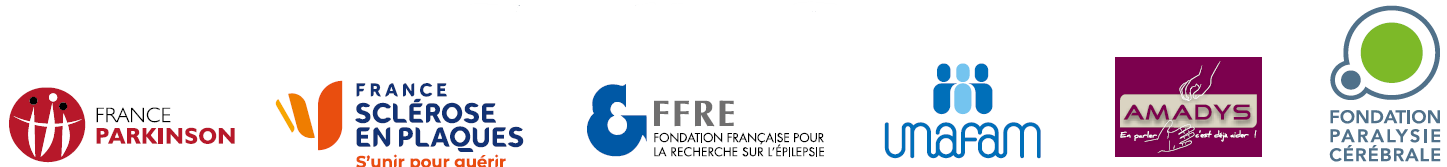 FRANCE
PARKINSON
FRANCE
SCLÉROSE
EN PLAQUES
S'unir pour guérir
FFRE
FONDATION FRANÇAISE POUR
LA RECHERCHE SUR L'ÉPILEPSIE
unafam
AMADYS
En parler c'est déjà aider !
FONDATION
PARALYSIE
CÉRÉBRALE